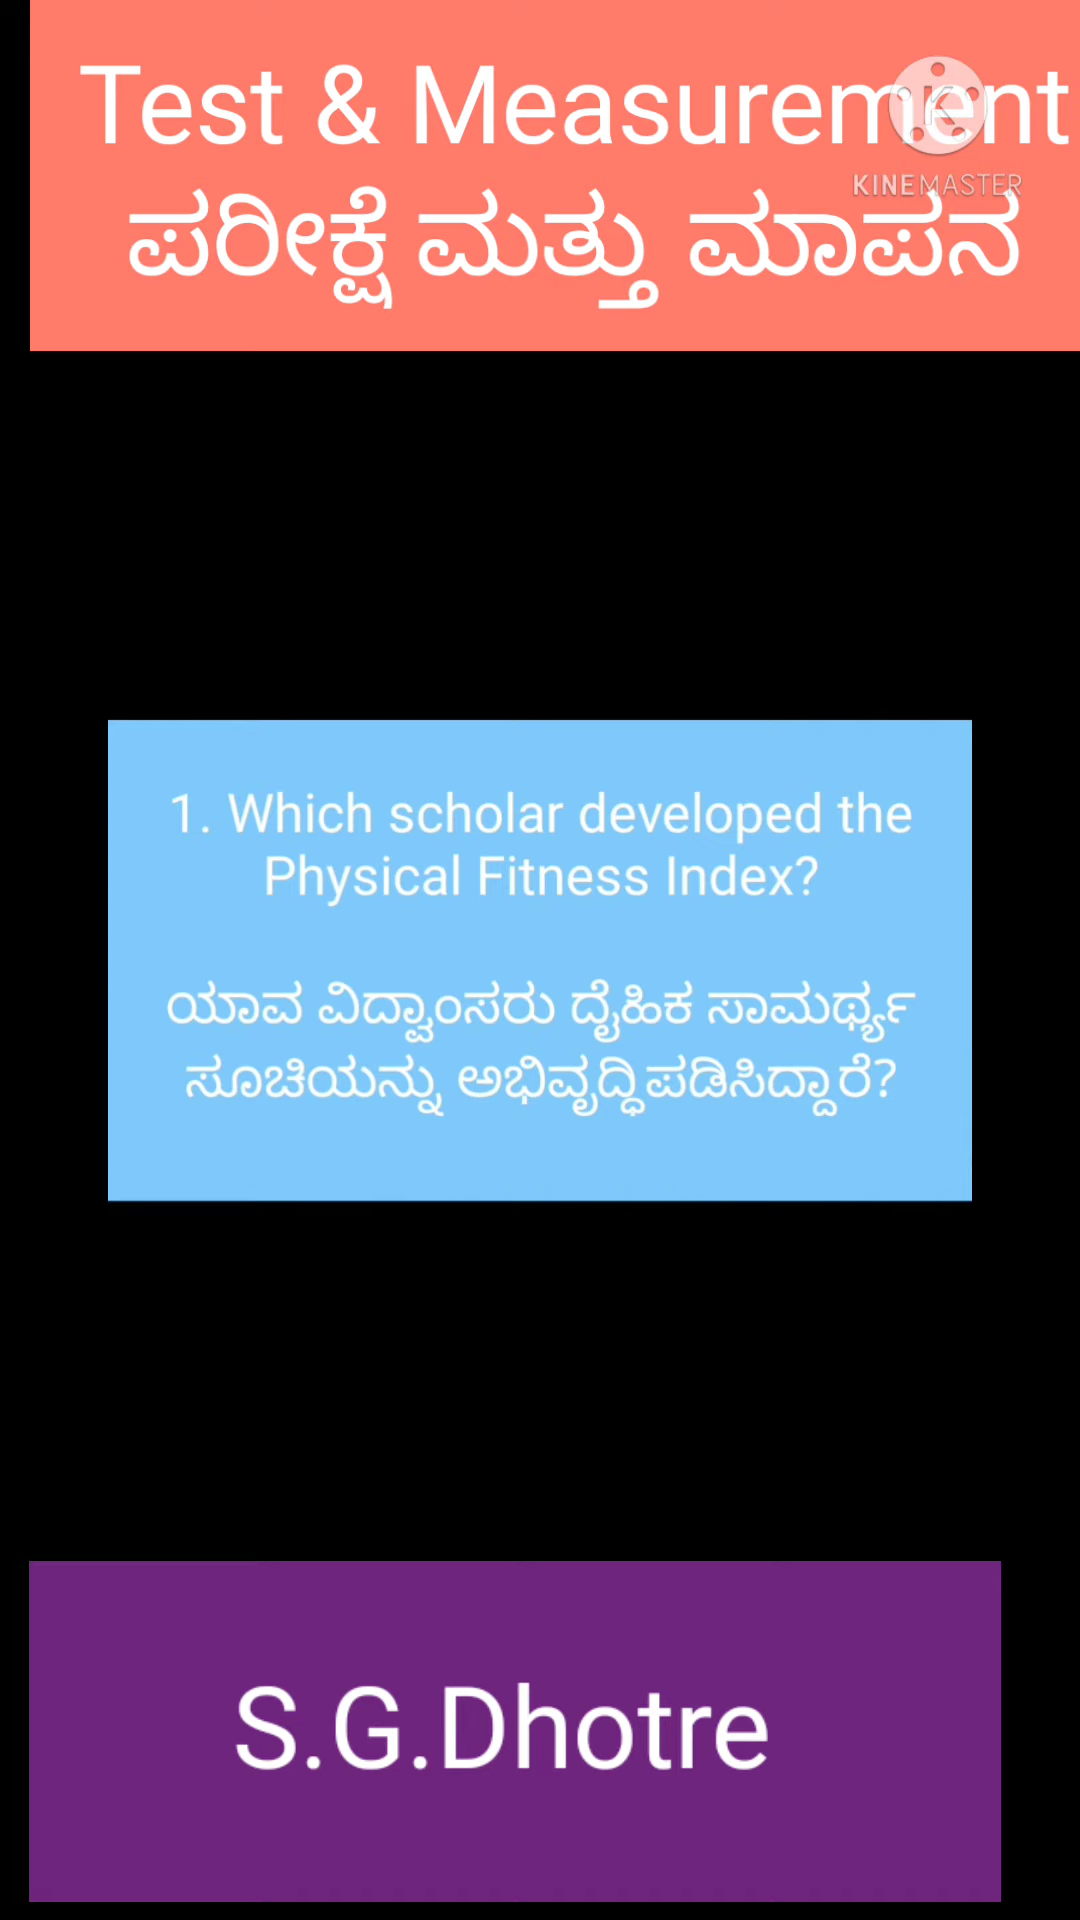 Test & Measurement
KINEMASTER
ಪರೀಕ್ಷೆ ಮತ್ತು ಮಾಪನ
1. Which scholar developed the
Physical Fitness Index?
ಯಾವ ವಿದ್ವಾಂಸರು ದೈಹಿಕ ಸಾಮರ್ಥ್ಯ
ಸೂಚಿಯನ್ನು ಅಭಿವೃದ್ಧಿಪಡಿಸಿದ್ದಾರೆ?
S.G.Dhotre